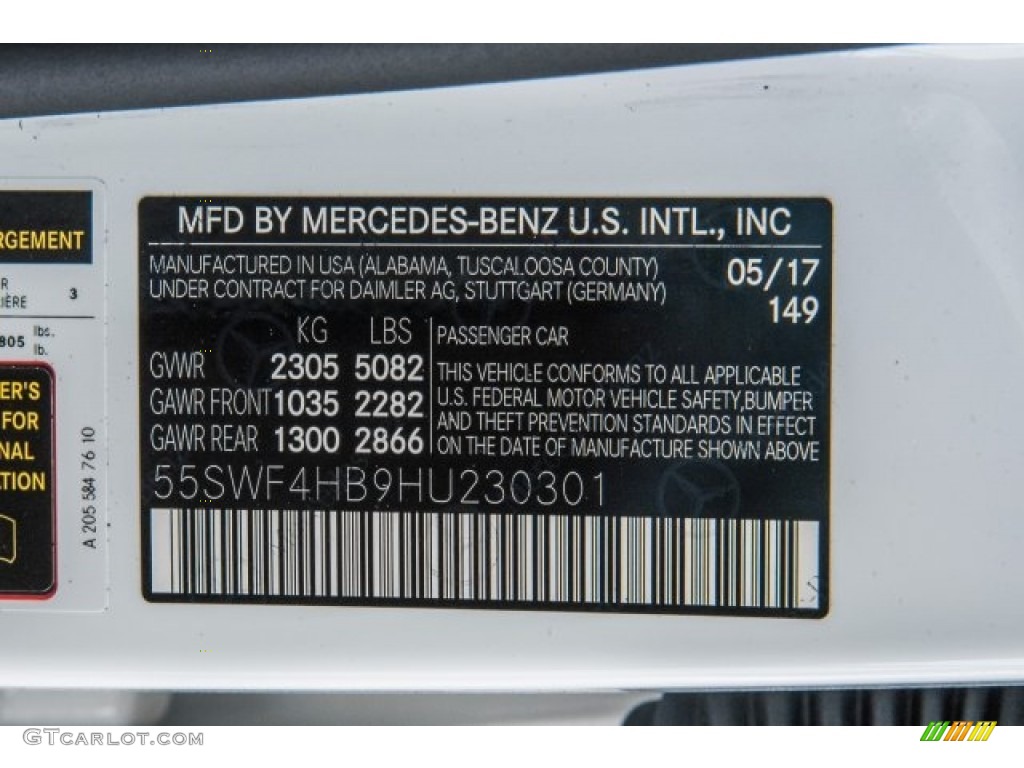 MFD BY MERCEDES-BENZ U.S. INTL., INC
MANUFACTURED IN USA (ALABAMA, TUSCALOOSA COUNTY)
UNDER CONTRACT FOR DAIMLER AG, STUTTGART (GERMANY)
05/17
149
KG LBS
GVWR 2305 5082
GAWR FRONT 1035 2282
GAWR REAR 1300 2866
PASSENGER CAR
THIS VEHICLE CONFORMS TO ALL APPLICABLE
U.S. FEDERAL MOTOR VEHICLE SAFETY,BUMPER
AND THEFT PREVENTION STANDARDS IN EFFECT
ON THE DATE OF MANUFACTURE SHOWN ABOVE
55SWF4HB9HU230301
RGEMENT
R
IÈRE 3
805 lbs.
lb.
ER'S
FOR
NAL
TION
A 205 584 76 10
GTcarlot.com